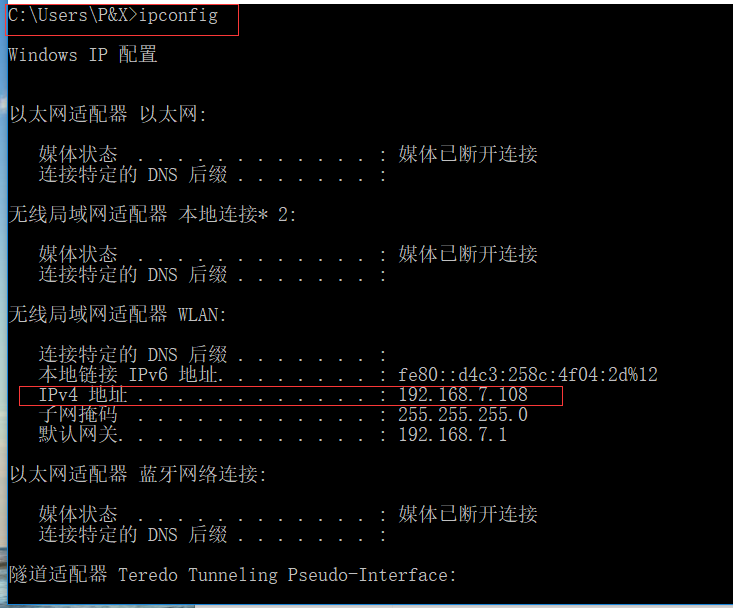 C:\Users\P&X>ipconfig
Windows IP 配置
以太网适配器 以太网:
媒体状态 . . . . . . . . . . . . : 媒体已断开连接
连接特定的 DNS 后缀 . . . . . . . :
无线局域网适配器 本地连接* 2:
媒体状态 . . . . . . . . . . . . : 媒体已断开连接
连接特定的 DNS 后缀 . . . . . . . :
无线局域网适配器 WLAN:
连接特定的 DNS 后缀 . . . . . . . :
本地链接 IPv6 地址. . . . . . . . : fe80::d4c3:258c:4f04:2d%12
IPv4 地址 . . . . . . . . . . . . : 192.168.7.108
子网掩码 . . . . . . . . . . . . : 255.255.255.0
默认网关. . . . . . . . . . . . . : 192.168.7.1
以太网适配器 蓝牙网络连接:
媒体状态 . . . . . . . . . . . . : 媒体已断开连接
连接特定的 DNS 后缀 . . . . . . . :
隧道适配器 Teredo Tunneling Pseudo-Interface: